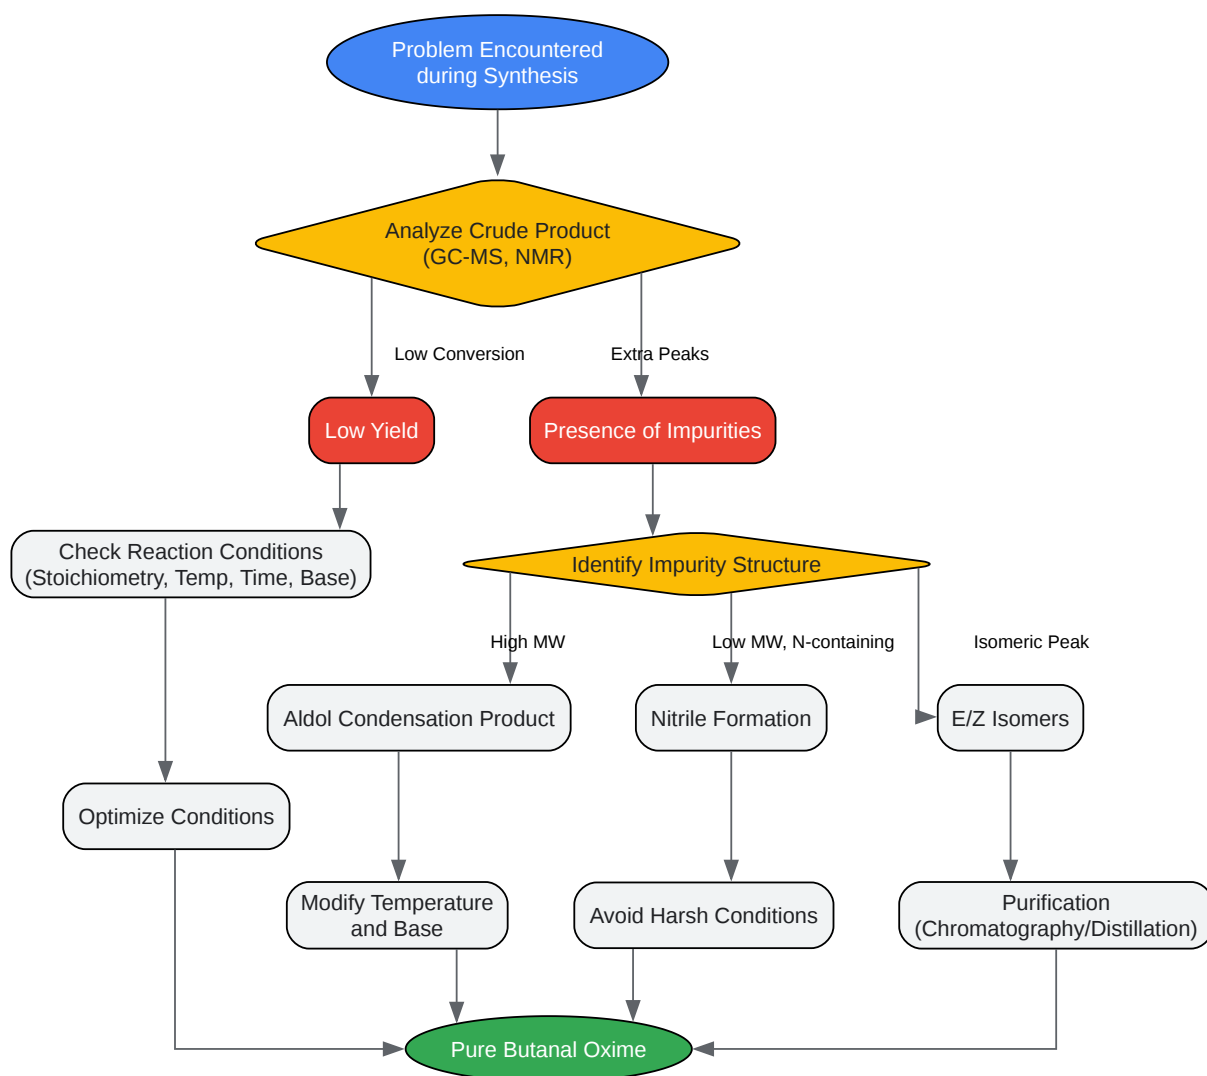 Problem Encountered
during Synthesis
Analyze Crude Product
(GC-MS, NMR)
Low Conversion
Extra Peaks
Low Yield
Presence of Impurities
Check Reaction Conditions
(Stoichiometry, Temp, Time, Base)
Identify Impurity Structure
High MW
Low MW, N-containing
Isomeric Peak
Aldol Condensation Product
Nitrile Formation
E/Z Isomers
Optimize Conditions
Modify Temperature
and Base
Avoid Harsh Conditions
Purification
(Chromatography/Distillation)
Pure Butanal Oxime